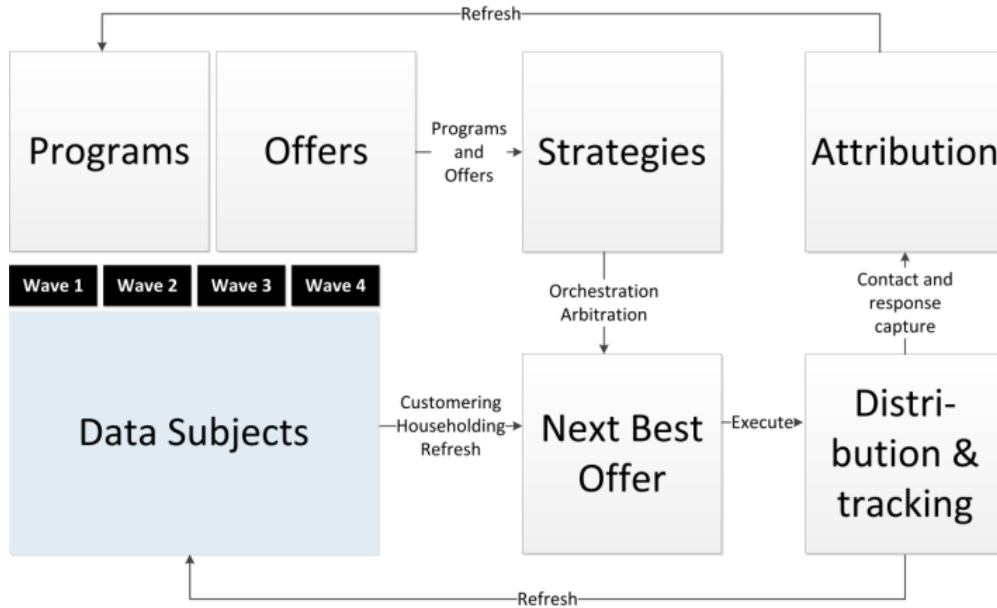 Refresh
Programs
Offers
Programs
and
Offers
Strategies
Attribution
Wave 1
Wave 2
Wave 3
Wave 4
Orchestration
Arbitration
Contact and
response
capture
Data Subjects
Customering
Householding
Refresh
Next Best
Offer
Execute
Distri-
bution &
tracking
Refresh